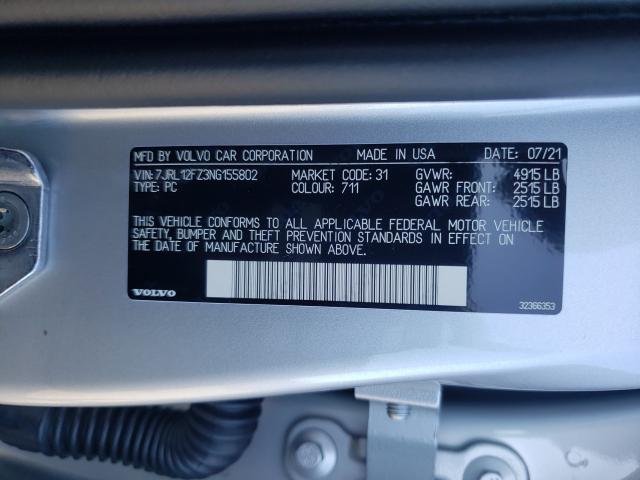 MFD BY VOLVO CAR CORPORATION MADE IN USA DATE: 07/21
VIN:7JRL12FZ3NG155802 MARKET CODE: 31 GVWR: 4915 LB
TYPE: PC COLOUR: 711 GAWR FRONT: 2515 LB
GAWR REAR: 2515 LB
THIS VEHICLE CONFORMS TO ALL APPLICABLE FEDERAL MOTOR VEHICLE
SAFETY, BUMPER AND THEFT PREVENTION STANDARDS IN EFFECT ON
THE DATE OF MANUFACTURE SHOWN ABOVE.
VOLVO 32366353